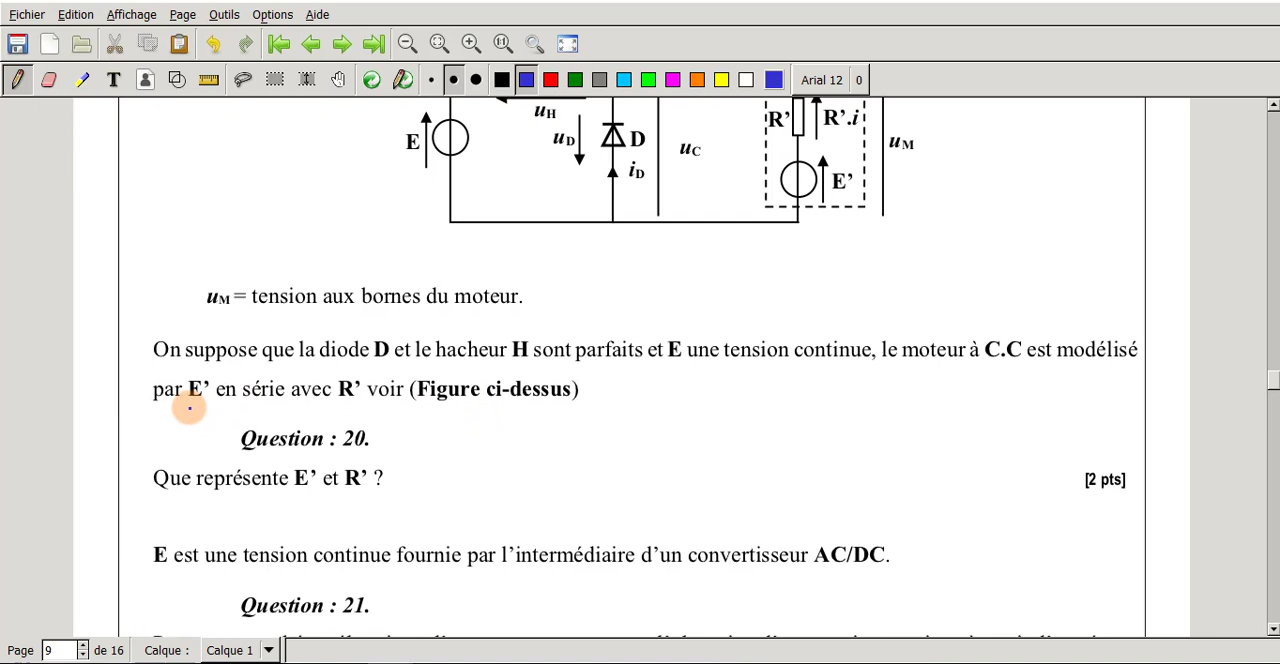 Fichier Edition Affichage Page Outils Options Aide
T 1:1 Arial 12 0
uH
E uD D uC R’ R’.i uM
iD E’
uM = tension aux bornes du moteur.
On suppose que la diode D et le hacheur H sont parfaits et E une tension continue, le moteur à C.C est modélisé
par E’ en série avec R’ voir (Figure ci-dessus)
Question : 20.
Que représente E’ et R’ ? [2 pts]
E est une tension continue fournie par l’intermédiaire d’un convertisseur AC/DC.
Question : 21.
Page 9 de 16 Calque : Calque 1